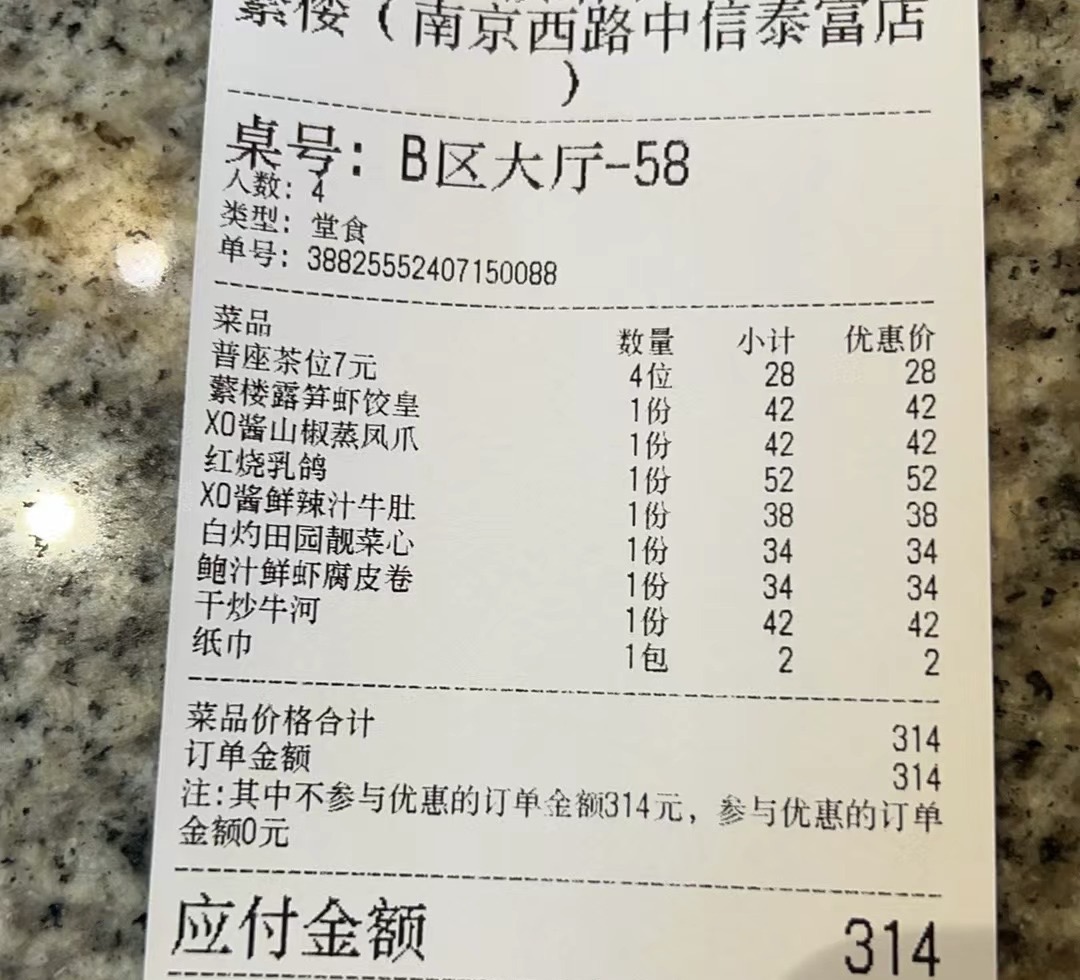 蘩楼（南京西路中信泰富店
）
桌号：B区大厅-58
人数：4
类型：堂食
单号：38825552407150088
菜品 数量 小计 优惠价
普座茶位7元 4位 28 28
蘩楼露笋虾饺皇 1份 42 42
XO酱山椒蒸凤爪 1份 42 42
红烧乳鸽 1份 52 52
XO酱鲜辣汁牛肚 1份 38 38
白灼田园靓菜心 1份 34 34
鲍汁鲜虾腐皮卷 1份 34 34
干炒牛河 1份 42 42
纸巾 1包 2 2
菜品价格合计 314
订单金额 314
注:其中不参与优惠的订单金额314元，参与优惠的订单
金额0元
应付金额 314